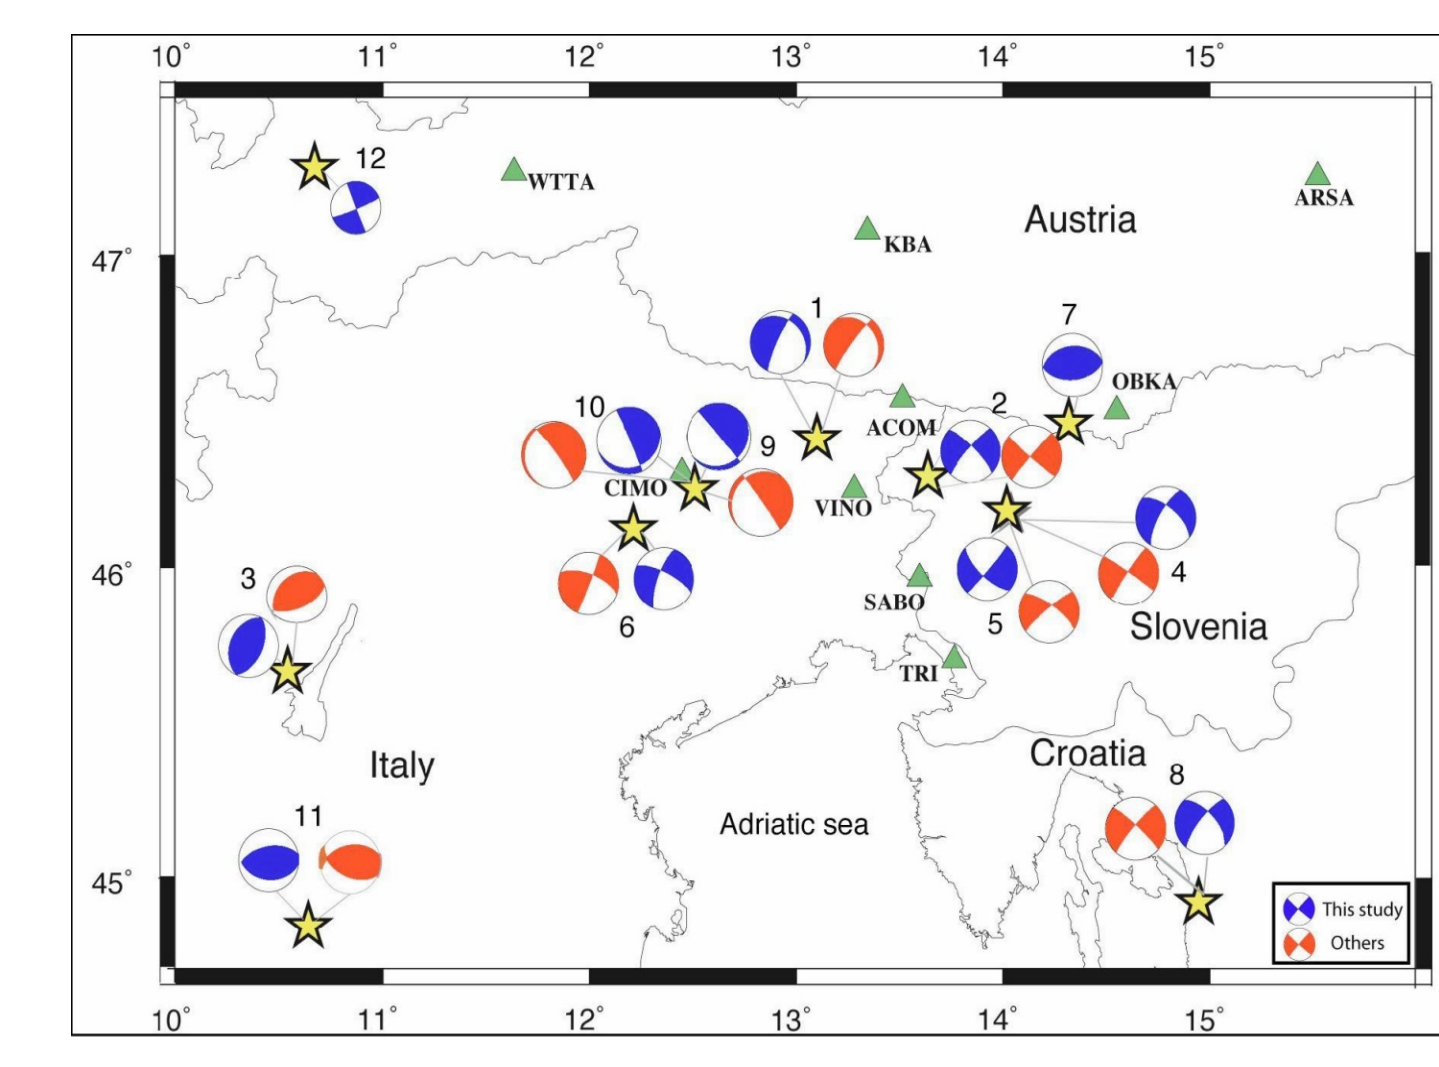 10° 11° 12° 13° 14° 15°
12
WTTA
ARSA
Austria
KBA
47°
1
7
OBKA
2
10
ACOM
9
CIMO
VINO
46°
3
4
SABO
5
6
Slovenia
TRI
Croatia
Italy
8
11
Adriatic sea
45°
This study
Others
10° 11° 12° 13° 14° 15°